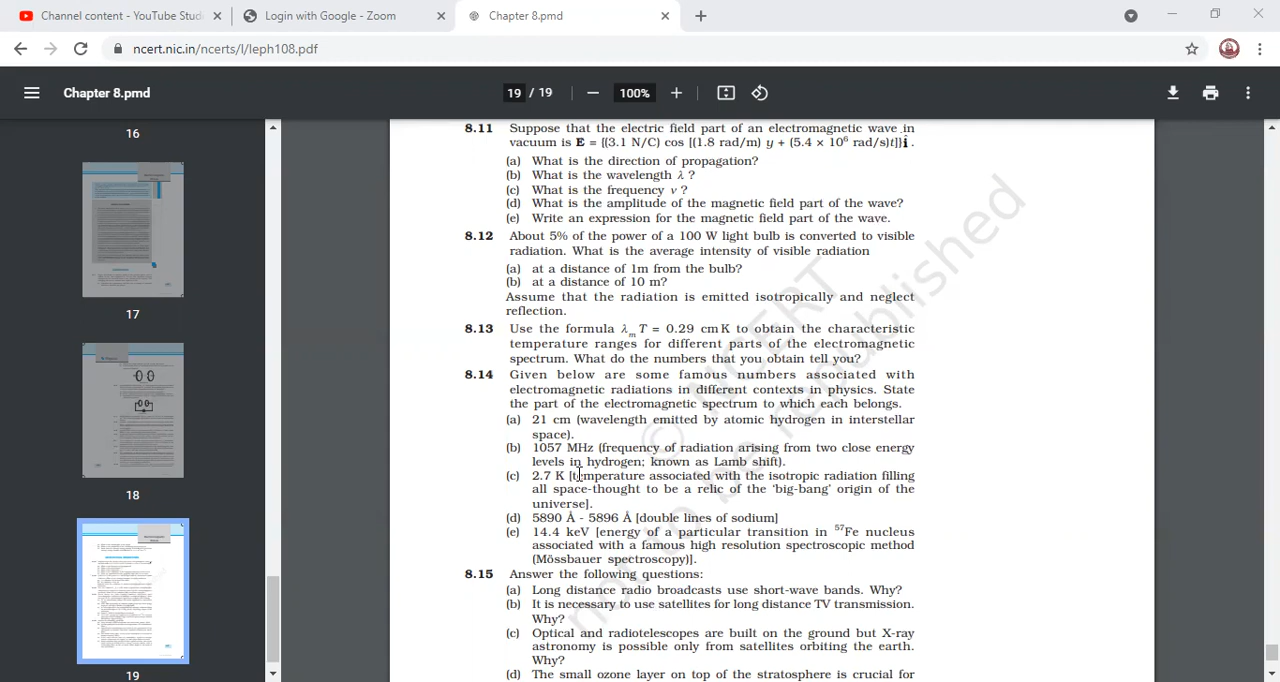 Channel content - YouTube Stud
Login with Google - Zoom
Chapter 8.pmd
ncert.nic.in/ncerts/l/leph108.pdf
Chapter 8.pmd
19 / 19
100%
16
17
18
19
8.11 Suppose that the electric field part of an electromagnetic wave in
vacuum is E = {(3.1 N/C) cos [(1.8 rad/m) y + (5.4 × 10⁶ rad/s)t]}î .
(a) What is the direction of propagation?
(b) What is the wavelength λ ?
(c) What is the frequency ν ?
(d) What is the amplitude of the magnetic field part of the wave?
(e) Write an expression for the magnetic field part of the wave.
8.12 About 5% of the power of a 100 W light bulb is converted to visible
radiation. What is the average intensity of visible radiation
(a) at a distance of 1m from the bulb?
(b) at a distance of 10 m?
Assume that the radiation is emitted isotropically and neglect
reflection.
8.13 Use the formula λₘ T = 0.29 cm K to obtain the characteristic
temperature ranges for different parts of the electromagnetic
spectrum. What do the numbers that you obtain tell you?
8.14 Given below are some famous numbers associated with
electromagnetic radiations in different contexts in physics. State
the part of the electromagnetic spectrum to which each belongs.
(a) 21 cm (wavelength emitted by atomic hydrogen in interstellar
space).
(b) 1057 MHz (frequency of radiation arising from two close energy
levels in hydrogen; known as Lamb shift).
(c) 2.7 K [temperature associated with the isotropic radiation filling
all space-thought to be a relic of the 'big-bang' origin of the
universe].
(d) 5890 Å - 5896 Å [double lines of sodium]
(e) 14.4 keV [energy of a particular transition in ⁵⁷Fe nucleus
associated with a famous high resolution spectroscopic method
(Mössbauer spectroscopy)].
8.15 Answer the following questions:
(a) Long distance radio broadcasts use short-wave bands. Why?
(b) It is necessary to use satellites for long distance TV transmission.
Why?
(c) Optical and radiotelescopes are built on the ground but X-ray
astronomy is possible only from satellites orbiting the earth.
Why?
(d) The small ozone layer on top of the stratosphere is crucial for
© NCERT
republished